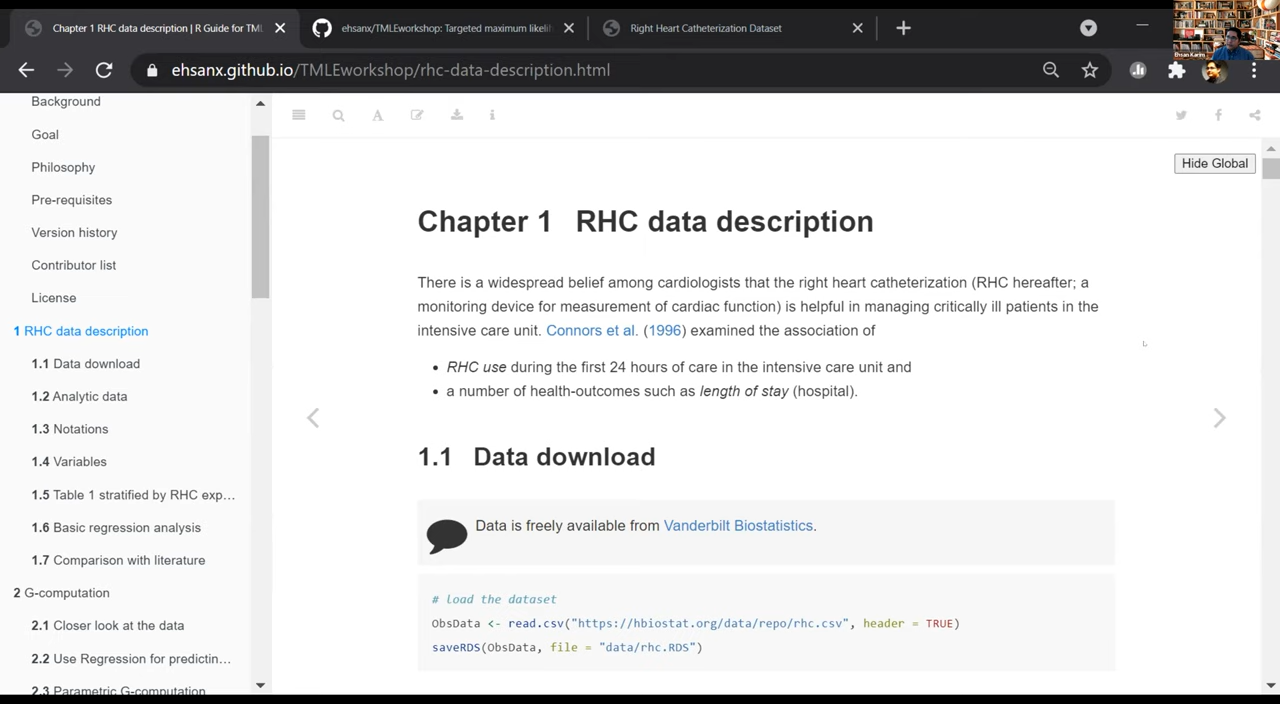 Chapter 1 RHC data description | R Guide for TML
ehsanx/TMLEworkshop: Targeted maximum likeli
Right Heart Catheterization Dataset
Ehsan Karim
ehsanx.github.io/TMLEworkshop/rhc-data-description.html
Background
Goal
Philosophy
Pre-requisites
Version history
Contributor list
License
1 RHC data description
1.1 Data download
1.2 Analytic data
1.3 Notations
1.4 Variables
1.5 Table 1 stratified by RHC exp…
1.6 Basic regression analysis
1.7 Comparison with literature
2 G-computation
2.1 Closer look at the data
2.2 Use Regression for predictin…
2.3 Parametric G-computation
Hide Global
Chapter 1 RHC data description
There is a widespread belief among cardiologists that the right heart catheterization (RHC hereafter; a
monitoring device for measurement of cardiac function) is helpful in managing critically ill patients in the
intensive care unit. Connors et al. (1996) examined the association of
• RHC use during the first 24 hours of care in the intensive care unit and
• a number of health-outcomes such as length of stay (hospital).
1.1 Data download
Data is freely available from Vanderbilt Biostatistics.
# load the dataset
ObsData <- read.csv("https://hbiostat.org/data/repo/rhc.csv", header = TRUE)
saveRDS(ObsData, file = "data/rhc.RDS")